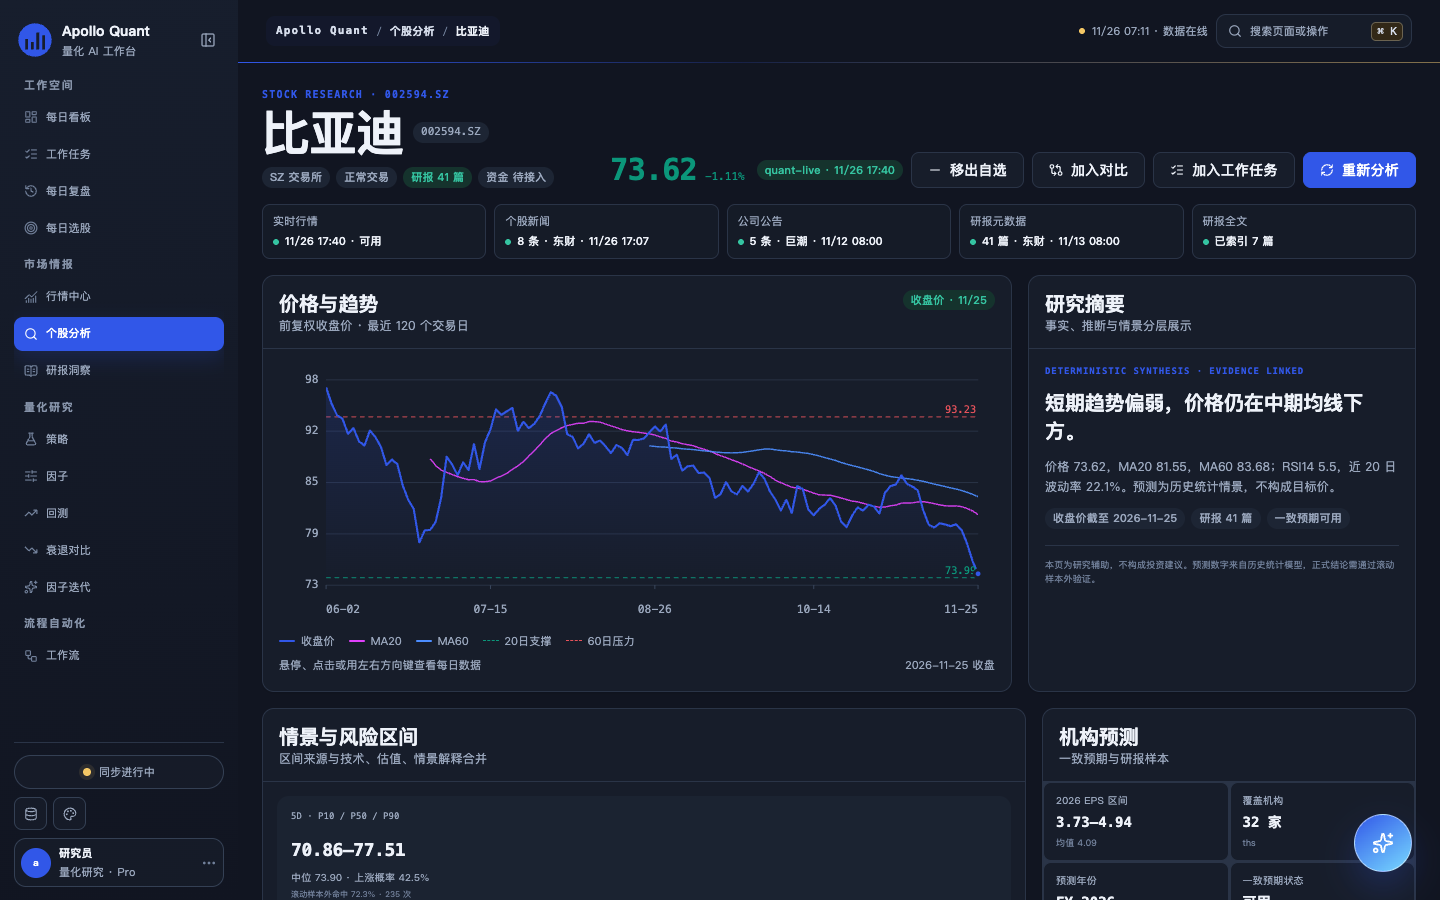 Apollo Quant
量化 AI 工作台
工作空间
每日看板
工作任务
每日复盘
每日选股
市场情报
行情中心
个股分析
研报洞察
量化研究
策略
因子
回测
衰退对比
因子迭代
流程自动化
工作流
同步进行中
a
研究员
量化研究 · Pro
Apollo Quant / 个股分析 / 比亚迪
11/26 07:11 · 数据在线
搜索页面或操作
⌘ K
STOCK RESEARCH · 002594.SZ
比亚迪
002594.SZ
SZ 交易所
正常交易
研报 41 篇
资金 待接入
73.62 −1.11%
quant-live · 11/26 17:40
移出自选
加入对比
加入工作任务
重新分析
实时行情
11/26 17:40 · 可用
个股新闻
8 条 · 东财 · 11/26 17:07
公司公告
5 条 · 巨潮 · 11/12 08:00
研报元数据
41 篇 · 东财 · 11/13 08:00
研报全文
已索引 7 篇
价格与趋势
前复权收盘价 · 最近 120 个交易日
收盘价 · 11/25
98
92
85
79
73
93.23
73.99
06-02
07-15
08-26
10-14
11-25
收盘价
MA20
MA60
20日支撑
60日压力
悬停、点击或用左右方向键查看每日数据
2026-11-25 收盘
研究摘要
事实、推断与情景分层展示
DETERMINISTIC SYNTHESIS · EVIDENCE LINKED
短期趋势偏弱，价格仍在中期均线下
方。
价格 73.62，MA20 81.55，MA60 83.68；RSI14 5.5，近 20 日
波动率 22.1%。预测为历史统计情景，不构成目标价。
收盘价截至 2026-11-25
研报 41 篇
一致预期可用
本页为研究辅助，不构成投资建议。预测数字来自历史统计模型，正式结论需通过滚动
样本外验证。
情景与风险区间
区间来源与技术、估值、情景解释合并
5D · P10 / P50 / P90
70.86—77.51
中位 73.90 · 上涨概率 42.5%
滚动样本外命中 72.3% · 235 次
机构预测
一致预期与研报样本
2026 EPS 区间
3.73—4.94
均值 4.09
覆盖机构
32 家
ths
预测年份
FY 2026
一致预期状态
可用